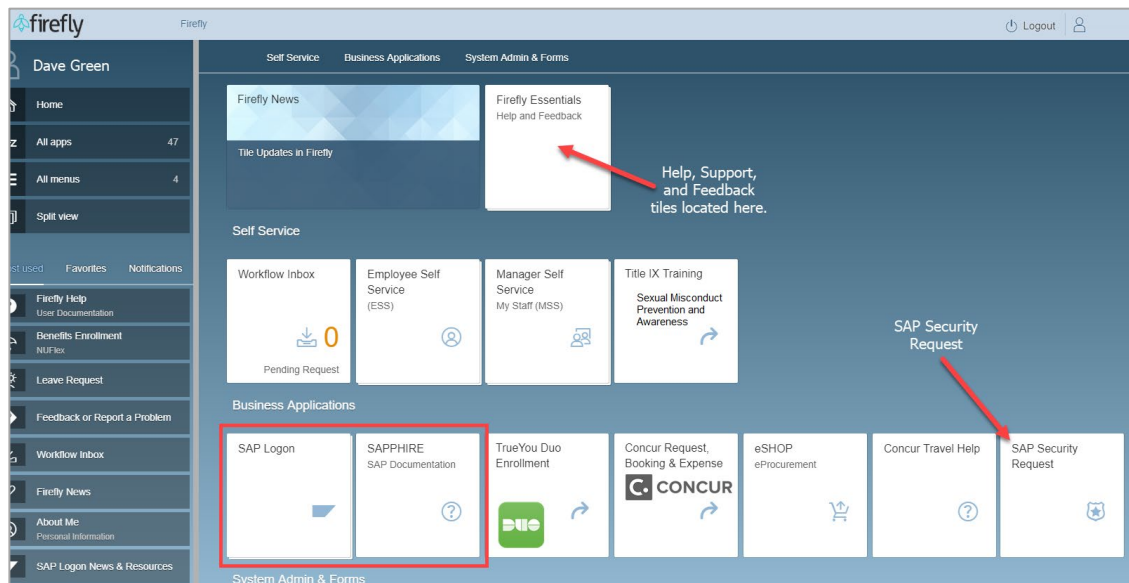 firefly
Firefly
Logout
Dave Green
Home
All apps 47
All menus 4
Split view
used Favorites Notifications
Firefly Help
User Documentation
Benefits Enrollment
NUFlex
Leave Request
Feedback or Report a Problem
Workflow Inbox
Firefly News
About Me
Personal Information
SAP Logon News & Resources
Self Service Business Applications System Admin & Forms
Firefly News
Tile Updates in Firefly
Firefly Essentials
Help and Feedback
Help, Support,
and Feedback
tiles located here.
Self Service
Workflow Inbox
0
Pending Request
Employee Self
Service
(ESS)
Manager Self
Service
My Staff (MSS)
Title IX Training
Sexual Misconduct
Prevention and
Awareness
SAP Security
Request
Business Applications
SAP Logon
SAPPHIRE
SAP Documentation
TrueYou Duo
Enrollment
DUO
Concur Request,
Booking & Expense
C. CONCUR
eSHOP
eProcurement
Concur Travel Help
SAP Security
Request
System Admin & Forms